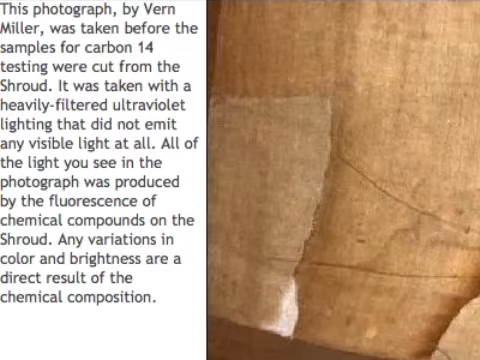 This photograph, by Vern
Miller, was taken before the
samples for carbon 14
testing were cut from the
Shroud. It was taken with a
heavily-filtered ultraviolet
lighting that did not emit
any visible light at all. All of
the light you see in the
photograph was produced
by the fluorescence of
chemical compounds on the
Shroud. Any variations in
color and brightness are a
direct result of the
chemical composition.